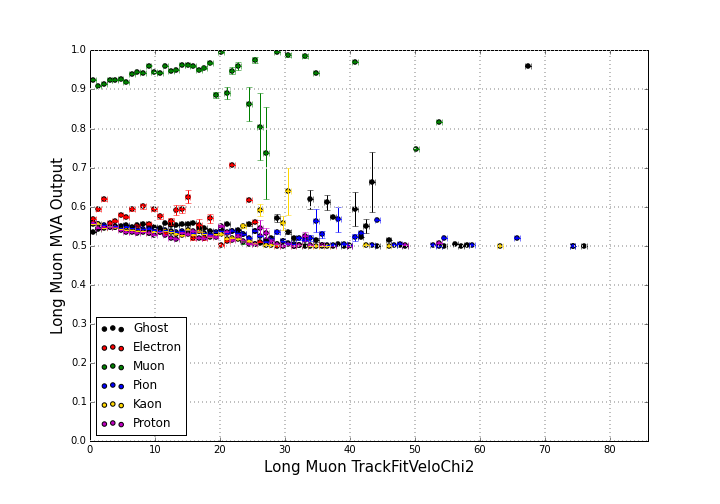 1.0
0.9
0.8
0.7
0.6
0.5
0.4
0.3
0.2
0.1
0.0
Long Muon MVA Output
Ghost
Electron
Muon
Pion
Kaon
Proton
0 10 20 30 40 50 60 70 80
Long Muon TrackFitVeloChi2